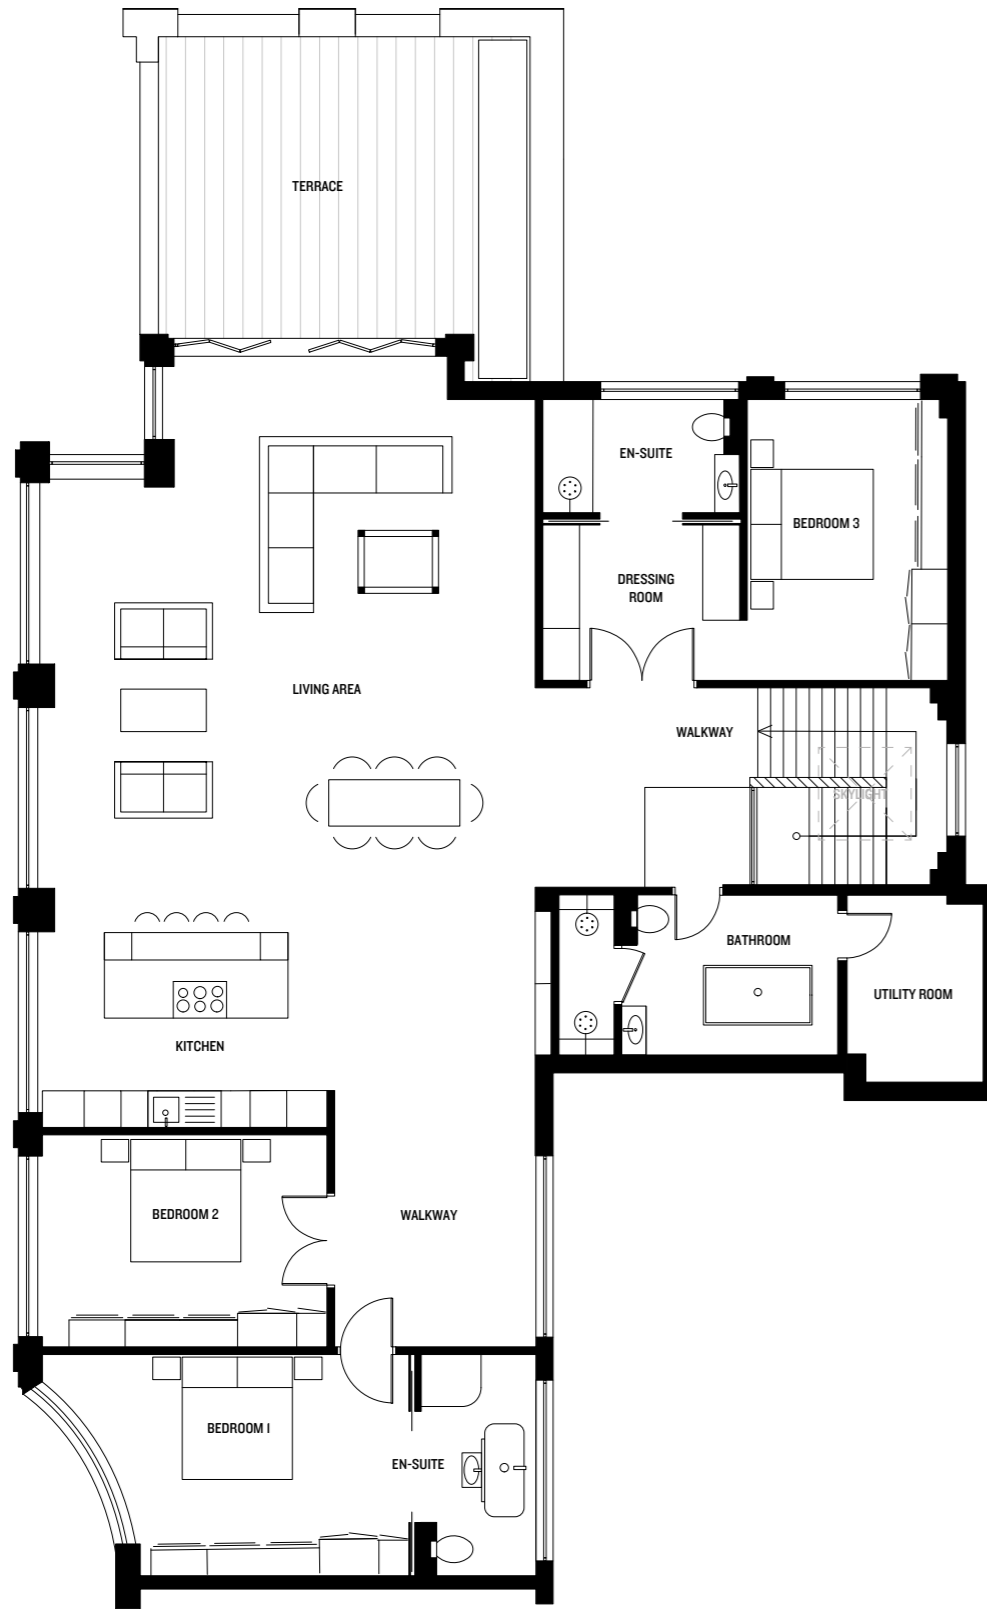 TERRACE
EN-SUITE
BEDROOM 3
DRESSING
ROOM
LIVING AREA
WALKWAY
SKYLIGHT
BATHROOM
UTILITY ROOM
KITCHEN
BEDROOM 2
WALKWAY
BEDROOM 1
EN-SUITE